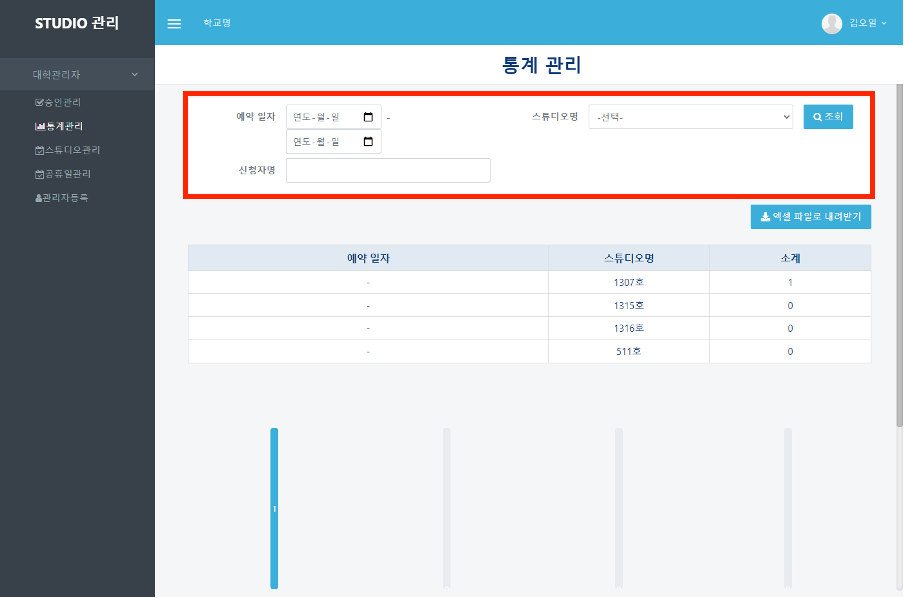 STUDIO 관리
학교명
김오일
통계 관리
대학관리자
승인관리
통계관리
스튜디오관리
공휴일관리
관리자등록
예약 일자
연도-월-일
-
연도-월-일
스튜디오명
-선택-
조회
신청자명
엑셀 파일로 내려받기
예약 일자 스튜디오명 소계
- 1307호 1
- 1315호 0
- 1316호 0
- 511호 0
1